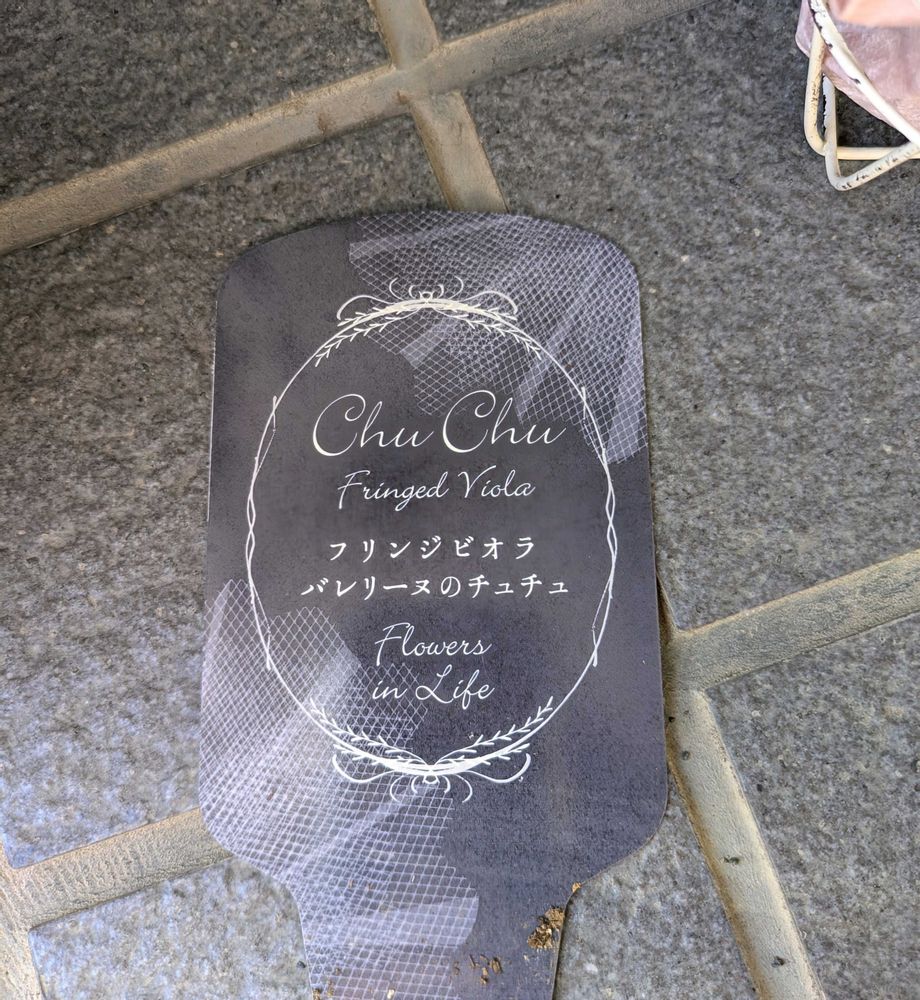 Chu Chu
Fringed Viola
フリンジビオラ
バレリーヌのチュチュ
Flowers
in Life